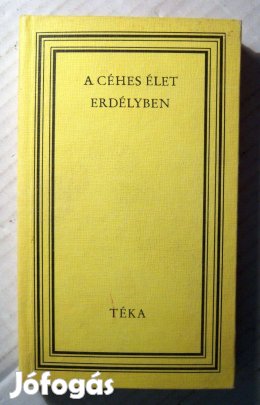 A CÉHES ÉLET
ERDÉLYBEN
TÉKA
Jófogás